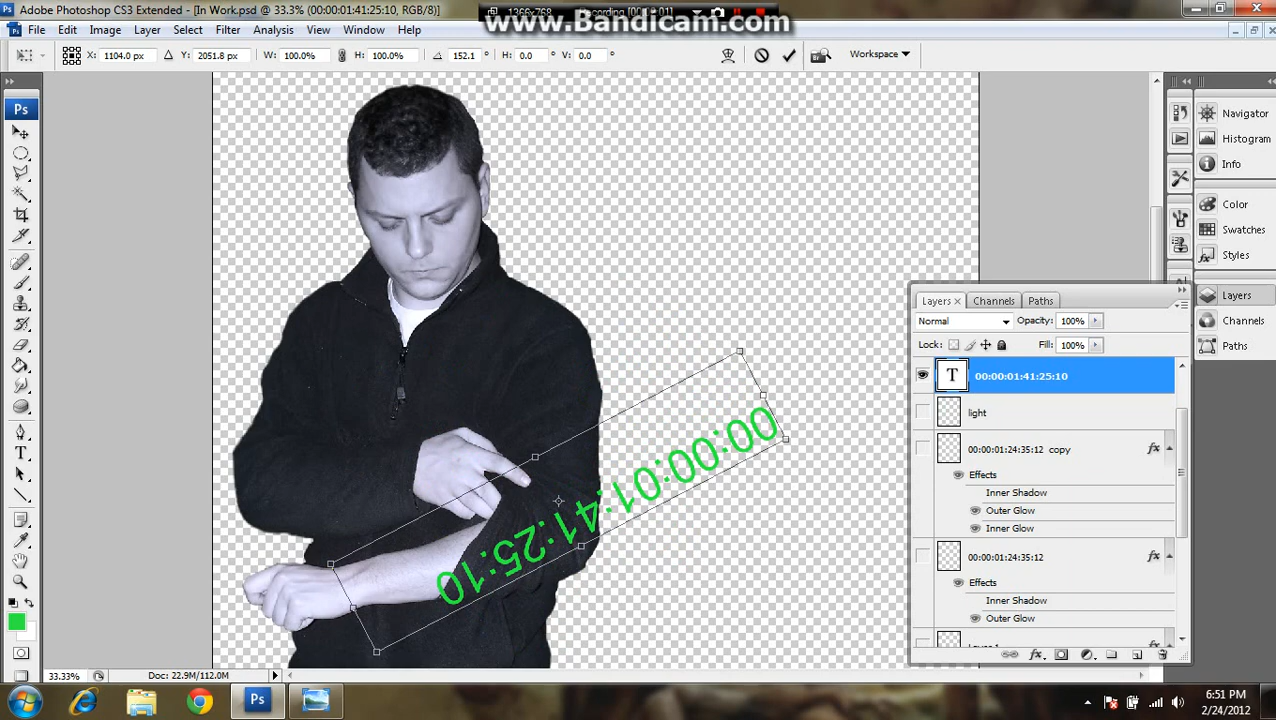 Adobe Photoshop CS3 Extended - [In Work.psd @ 33.3% (00:00:01:41:25:10, RGB/8)]
1366x768
www.Bandicam.com
File Edit Image Layer Select Filter Analysis View Window Help
X: 1104.0 px Y: 2051.8 px W: 100.0% H: 100.0% 152.1 ° H: 0.0 ° V: 0.0 ° Workspace
Ps
Navigator
Histogram
Info
Color
Swatches
Styles
Layers
Channels
Paths
Layers x Channels Paths
Normal Opacity: 100%
Lock: Fill: 100%
T 00:00:01:41:25:10
light
00:00:01:24:35:12 copy fx
Effects
Inner Shadow
Outer Glow
Inner Glow
00:00:01:24:35:12 fx
Effects
Inner Shadow
Outer Glow
00:00:01:41:25:10
33.33% Doc: 22.9M/112.0M
Ps
6:51 PM
2/24/2012